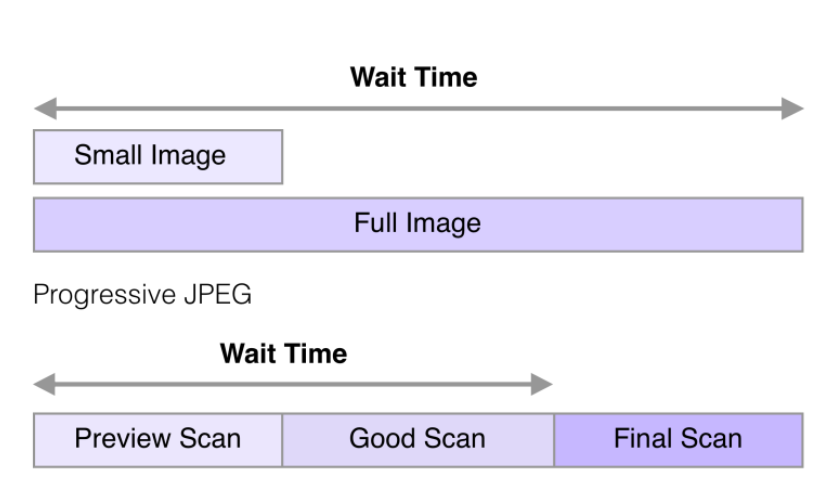 Wait Time
Small Image
Full Image
Progressive JPEG
Wait Time
Preview Scan Good Scan Final Scan